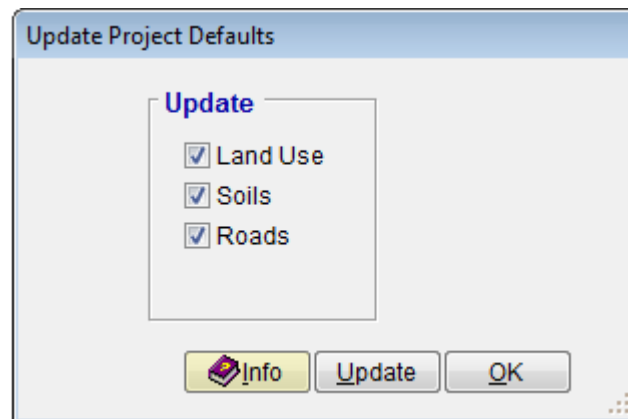 Update Project Defaults
Update
Land Use
Soils
Roads
Info Update OK